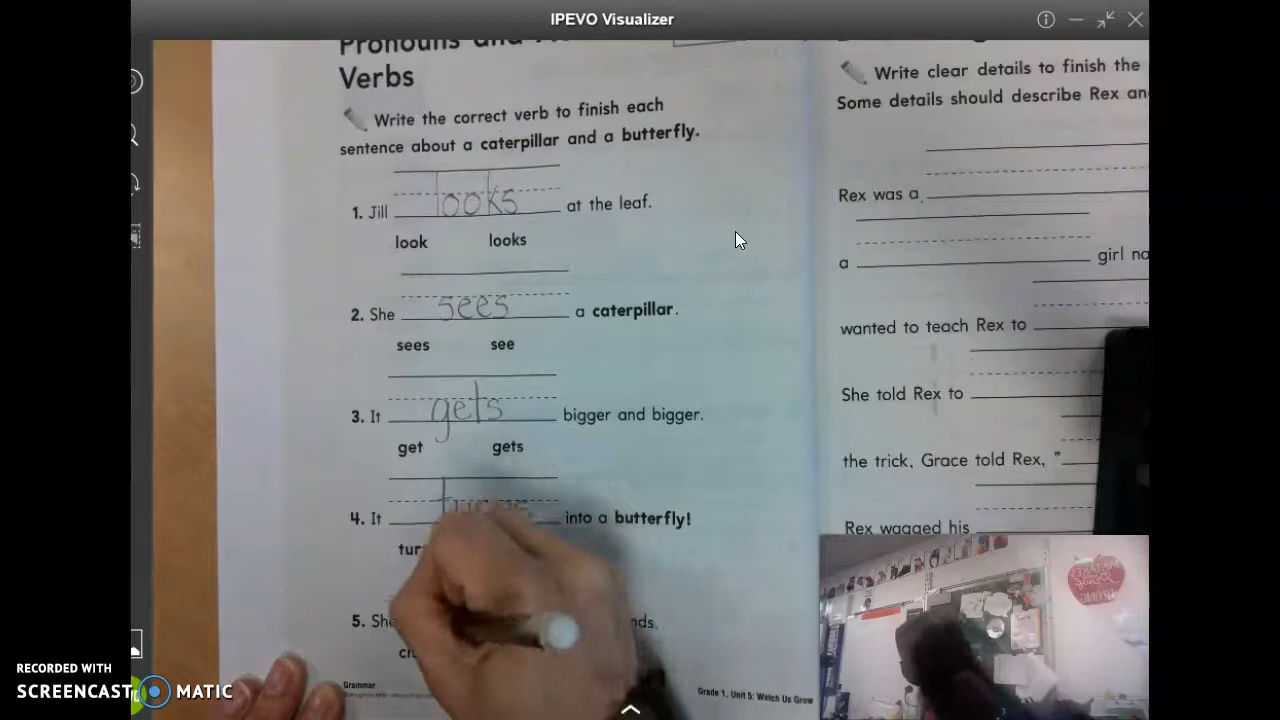 IPEVO Visualizer
Verbs
Write the correct verb to finish each
sentence about a caterpillar and a butterfly.
1. Jill looks at the leaf.
look looks
2. She sees a caterpillar.
sees see
3. It gets bigger and bigger.
get gets
4. It into a butterfly!
5. She
Grammar
Grade 1, Unit 5: Watch Us Grow
Write clear details to finish the
Some details should describe Rex
Rex was a
a girl
wanted to teach Rex to
She told Rex to
the trick, Grace told Rex, "
Rex wagged his
RECORDED WITH
SCREENCAST MATIC